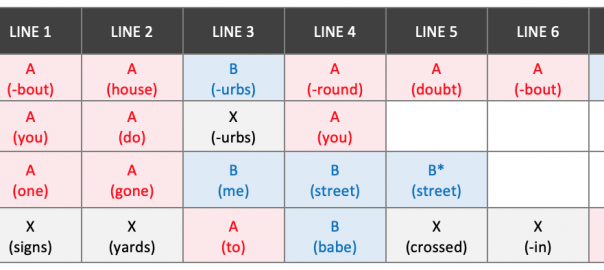 LINE 1 LINE 2 LINE 3 LINE 4 LINE 5 LINE 6
A A B A A A
(-bout) (house) (-urbs) (-round) (doubt) (-bout)
A A X A
(you) (do) (-urbs) (you)
A A B B B*
(one) (gone) (me) (street) (street)
X X A B X X
(signs) (yards) (to) (babe) (crossed) (-in)